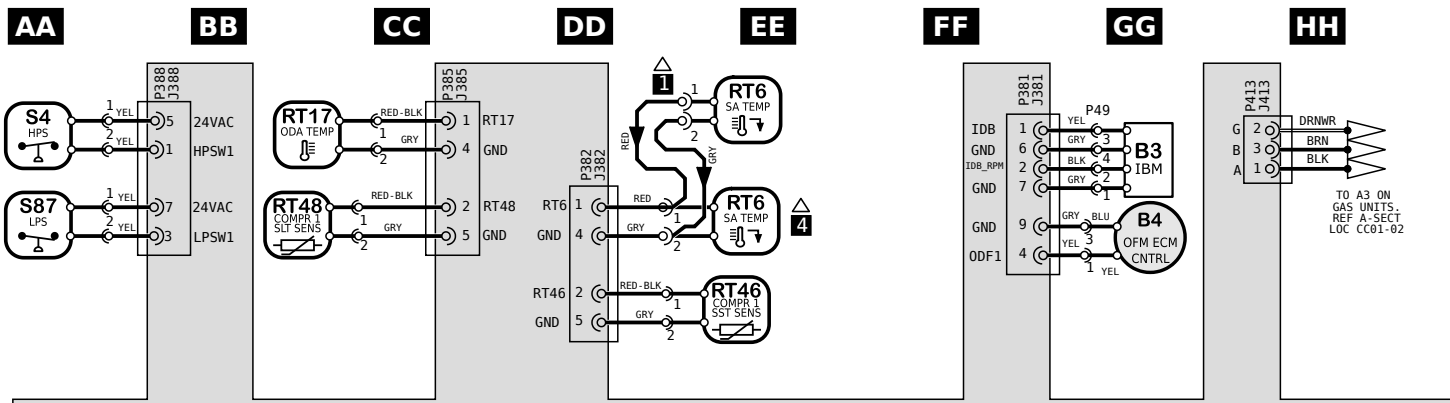 AA
BB
CC
DD
EE
FF
GG
HH
S4
HPS
1
YEL
2
YEL
P388
J388
5
24VAC
1
HPSW1
S87
LPS
1
YEL
2
YEL
7
24VAC
3
LPSW1
RT17
ODA TEMP
RED-BLK
1
GRY
2
P385
J385
1
RT17
4
GND
RT48
COMPR 1
SLT SENS
RED-BLK
1
GRY
2
2
RT48
5
GND
P382
J382
RT6
1
GND
4
RED
1
GRY
2
RED
GRY
1
1
2
RT6
SA TEMP
RT6
SA TEMP
4
RT46
2
GND
5
RED-BLK
1
GRY
2
RT46
COMPR 1
SST SENS
P381
J381
IDB
1
YEL
P49
GND
6
GRY
3
IDB_RPM
2
BLK
4
GND
7
GRY
2
1
B3
IBM
GND
9
GRY
BLU
3
ODF1
4
YEL
1
YEL
B4
OFM ECM
CNTRL
P413
J413
G
2
DRNWR
B
3
BRN
A
1
BLK
TO A3 ON
GAS UNITS.
REF A-SECT
LOC CC01-02